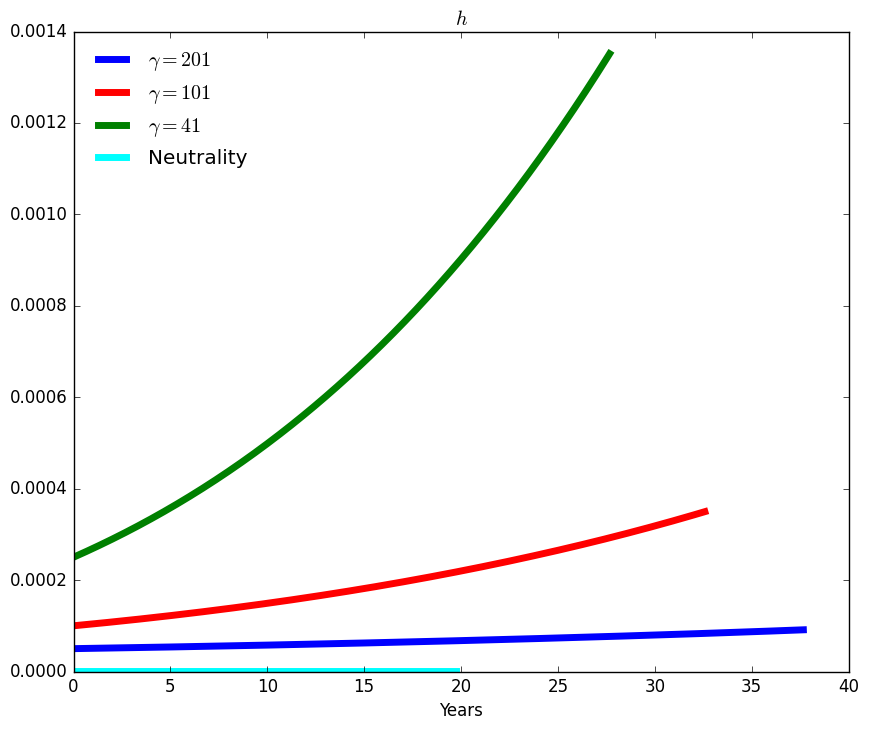 h
0.0014
0.0012
0.0010
0.0008
0.0006
0.0004
0.0002
0.0000
γ = 201
γ = 101
γ = 41
Neutrality
0 5 10 15 20 25 30 35 40
Years